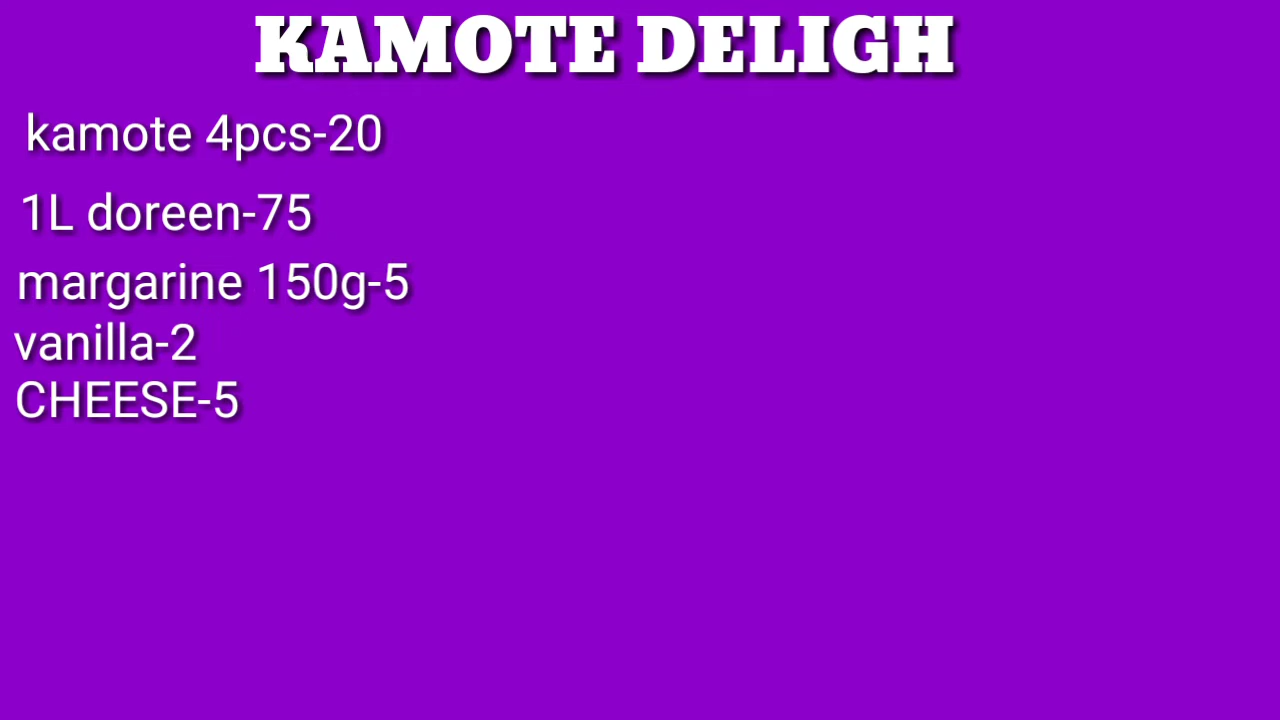 KAMOTE DELIGH
kamote 4pcs-20
1L doreen-75
margarine 150g-5
vanilla-2
CHEESE-5